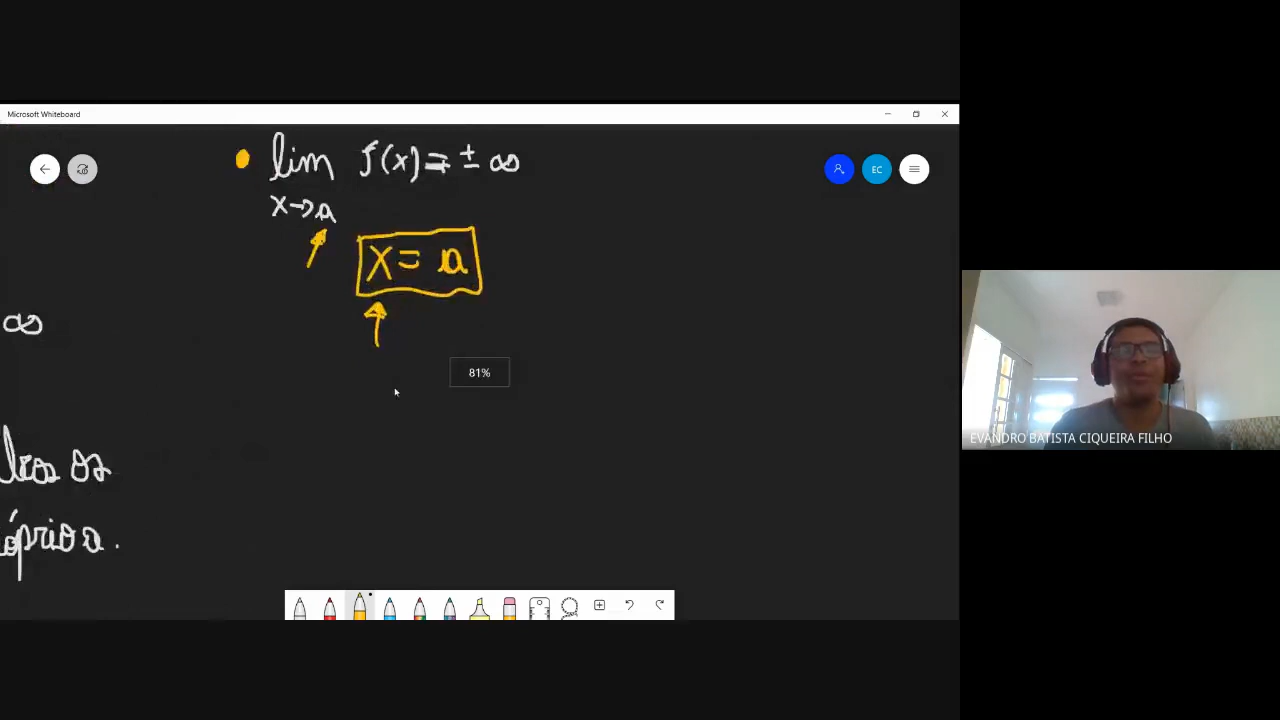 Microsoft Whiteboard
lim f(x) = ± ∞
x→a
EC
x = a
∞
81%
EVANDRO BATISTA CIQUEIRA FILHO